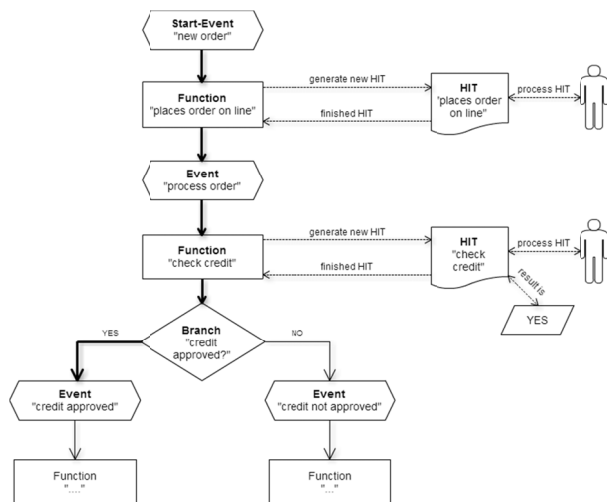 Start-Event
"new order"
generate new HIT
Function
"places order on line"
HIT
'places order
on line"
process HIT
finished HIT
Event
"process order"
generate new HIT
Function
"check credit"
HIT
"check
credit"
process HIT
finished HIT
result is
YES
YES
Branch
"credit
approved?"
NO
Event
"credit approved"
Event
"credit not approved"
Function
"...."
Function
"..."